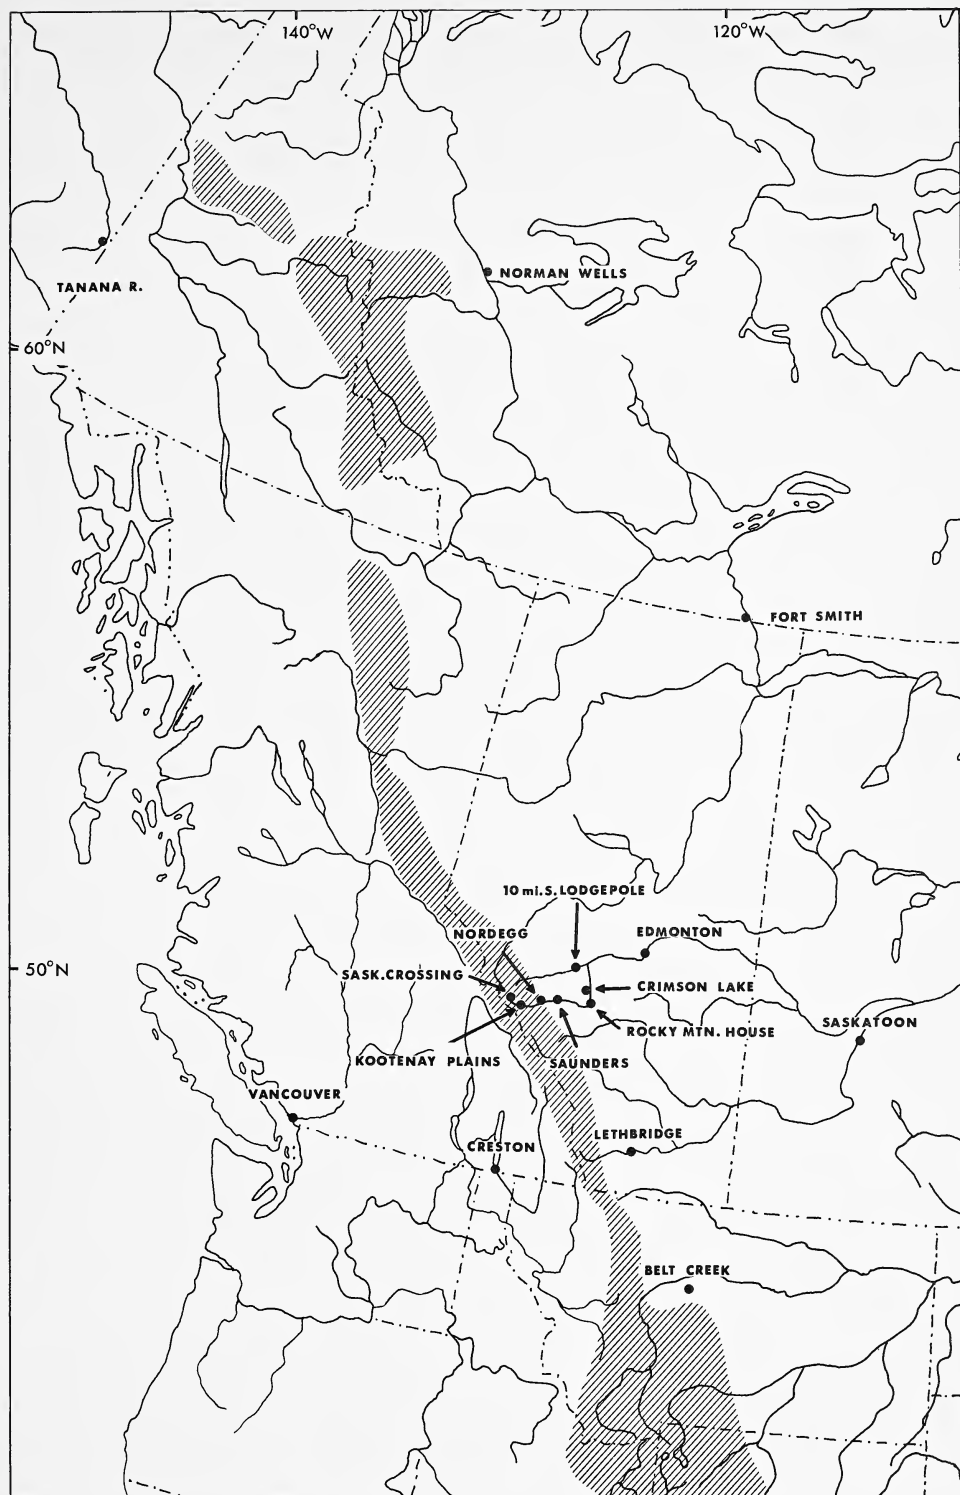 140°W
120°W
TANANA R.
NORMAN WELLS
60°N
FORT SMITH
10 mi. S. LODGEPOLE
NORDEGG
EDMONTON
50°N
SASK. CROSSING
CRIMSON LAKE
SASKATOON
ROCKY MTN. HOUSE
KOOTENAY PLAINS
SAUNDERS
VANCOUVER
LETHBRIDGE
CRESTON
BELT CREEK